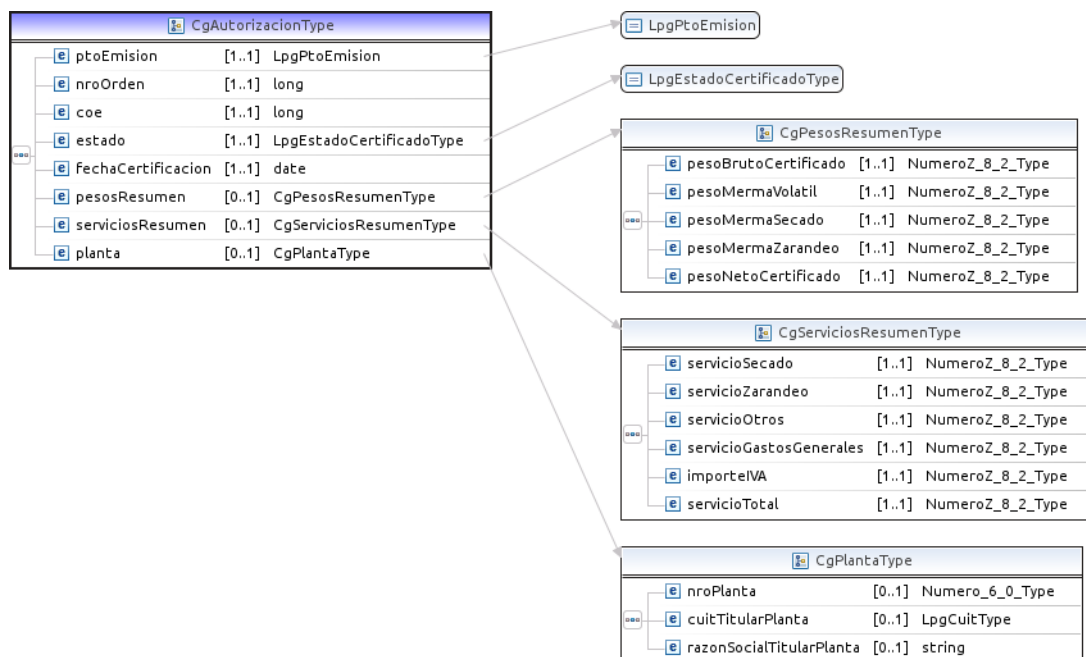 CgAutorizacionType
e ptoEmision [1..1] LpgPtoEmision
e nroOrden [1..1] long
e coe [1..1] long
e estado [1..1] LpgEstadoCertificadoType
e fechaCertificacion [1..1] date
e pesosResumen [0..1] CgPesosResumenType
e serviciosResumen [0..1] CgServiciosResumenType
e planta [0..1] CgPlantaType
LpgPtoEmision
LpgEstadoCertificadoType
CgPesosResumenType
e pesoBrutoCertificado [1..1] NumeroZ_8_2_Type
e pesoMermaVolatil [1..1] NumeroZ_8_2_Type
e pesoMermaSecado [1..1] NumeroZ_8_2_Type
e pesoMermaZarandeo [1..1] NumeroZ_8_2_Type
e pesoNetoCertificado [1..1] NumeroZ_8_2_Type
CgServiciosResumenType
e servicioSecado [1..1] NumeroZ_8_2_Type
e servicioZarandeo [1..1] NumeroZ_8_2_Type
e servicioOtros [1..1] NumeroZ_8_2_Type
e servicioGastosGenerales [1..1] NumeroZ_8_2_Type
e importeIVA [1..1] NumeroZ_8_2_Type
e servicioTotal [1..1] NumeroZ_8_2_Type
CgPlantaType
e nroPlanta [0..1] Numero_6_0_Type
e cuitTitularPlanta [0..1] LpgCuitType
e razonSocialTitularPlanta [0..1] string